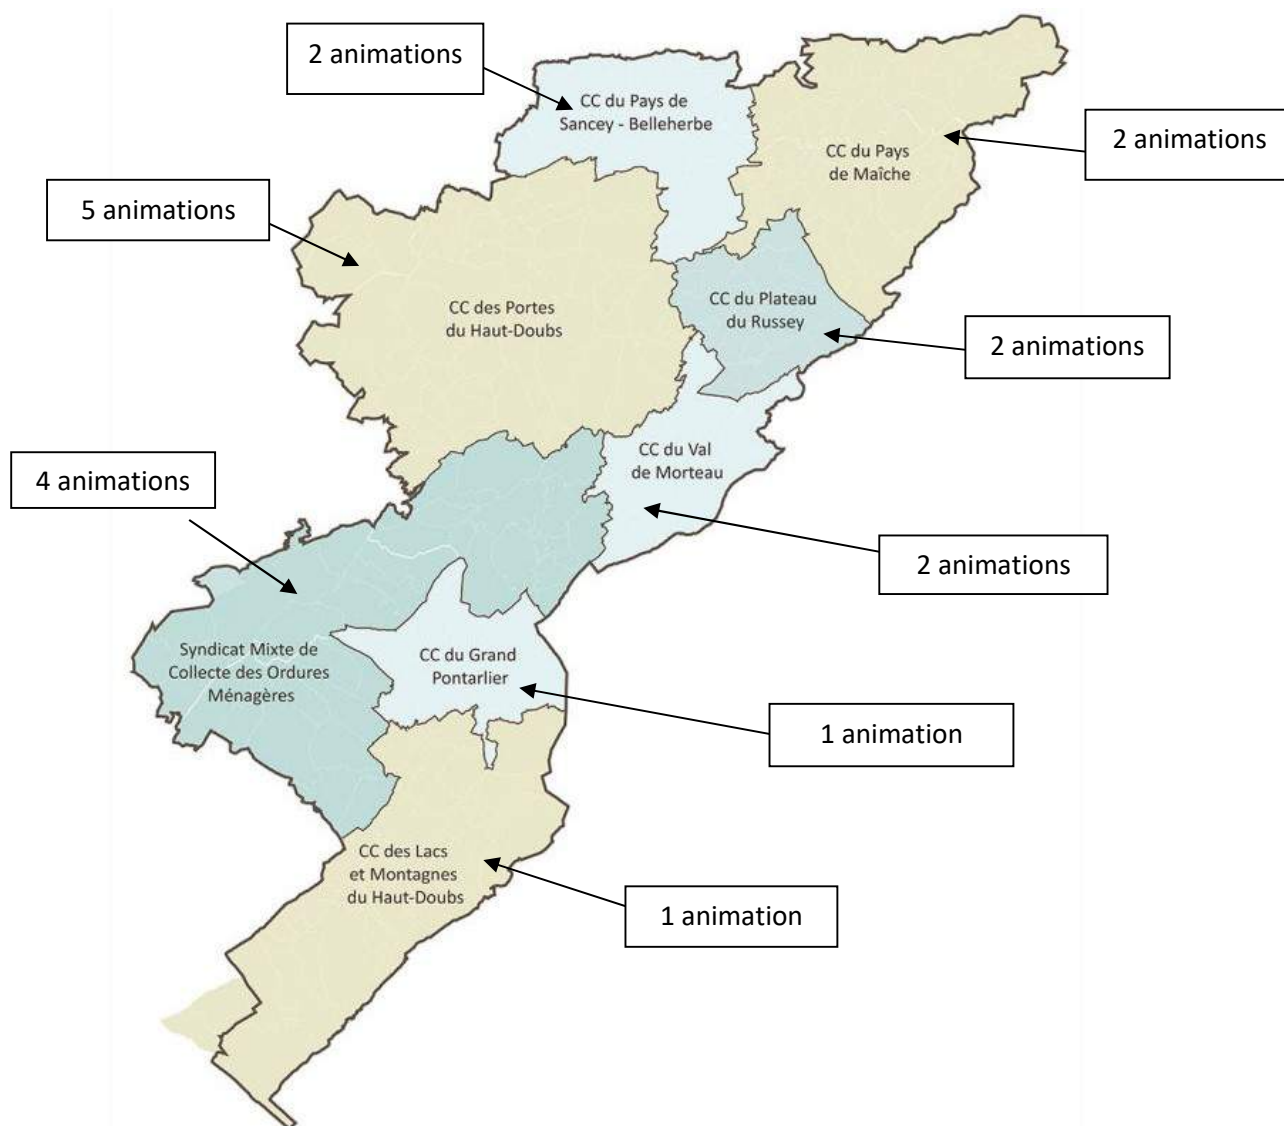 2 animations
CC du Pays de
Sancey - Belleherbe
2 animations
CC du Pays
de Maîche
5 animations
CC des Portes
du Haut-Doubs
CC du Plateau
du Russey
2 animations
4 animations
CC du Val
de Morteau
2 animations
Syndicat Mixte de
Collecte des Ordures
Ménagères
CC du Grand
Pontarlier
1 animation
CC des Lacs
et Montagnes
du Haut-Doubs
1 animation